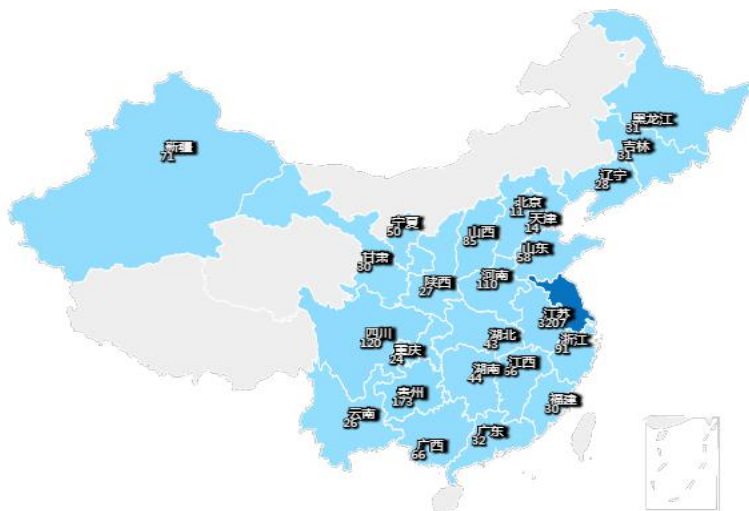 黑龙江
31
吉林
31
辽宁
28
新疆
71
北京
11
天津
14
宁夏
50
山西
85
山东
58
甘肃
80
河南
110
陕西
27
江苏
3207
浙江
91
四川
120
重庆
24
湖北
43
湖南
44
江西
56
贵州
173
云南
26
福建
30
广东
32
广西
66